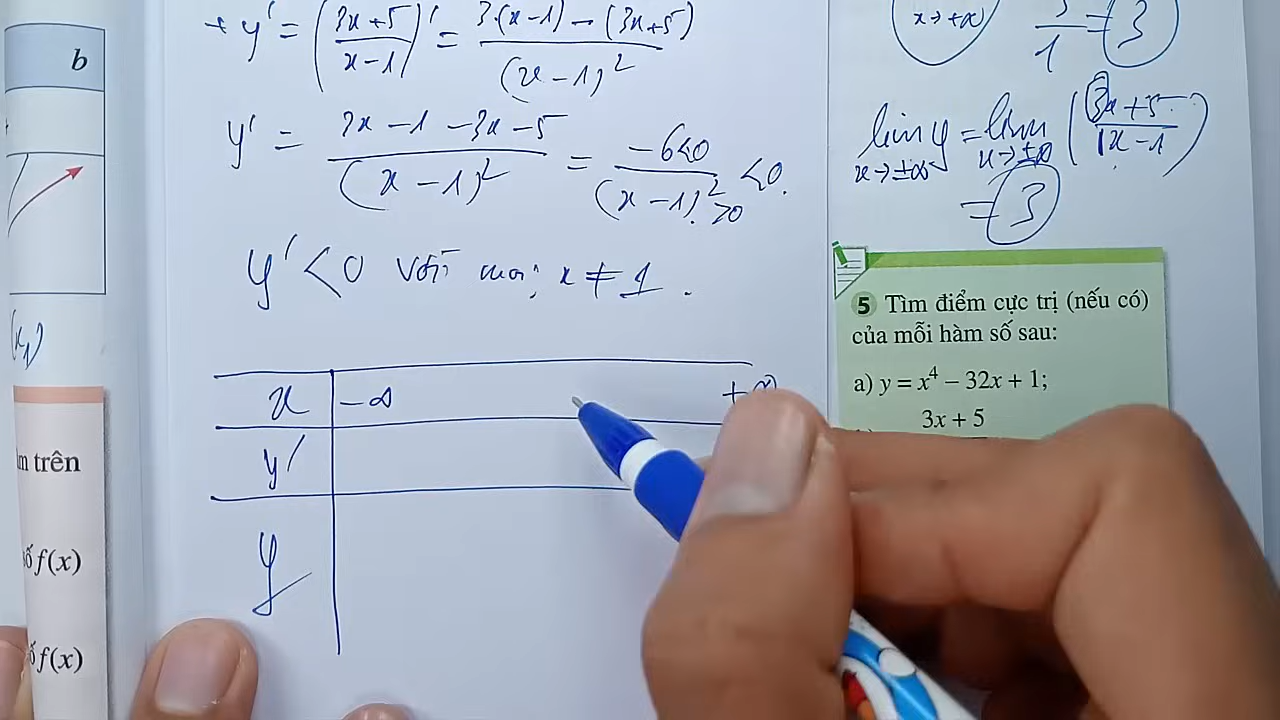 b
+ y' = (3x+5 / x-1)' = 3·(x-1) - (3x+5) / (x-1)²
y' = 3x - 1 - 3x - 5 / (x-1)² = -6<0 / (x-1)² >0 <0.
y' < 0 với mọi x ≠ 1.
x -∞ +∞
y'
y
(x₁)
m trên
ố f(x)
ố f(x)
x→+∞ 3/1 = 3
lim y = lim (3x+5 / 1x-1)
x→±∞ x→±∞
= 3
5 Tìm điểm cực trị (nếu có)
của mỗi hàm số sau:
a) y = x⁴ – 32x + 1;
3x + 5